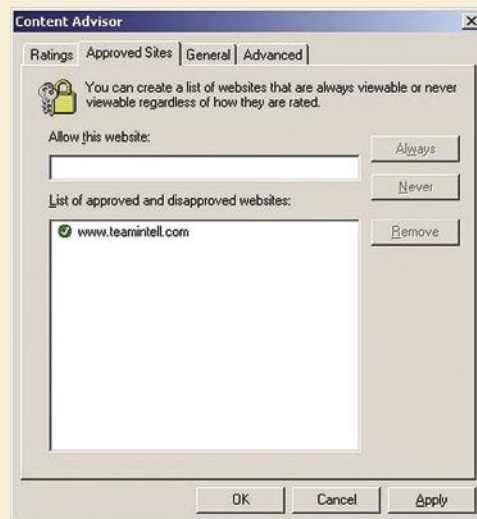 Content Advisor
Ratings Approved Sites General Advanced
You can create a list of websites that are always viewable or never
viewable regardless of how they are rated.
Allow this website:
Always
Never
List of approved and disapproved websites:
Remove
www.teamintell.com
OK Cancel Apply